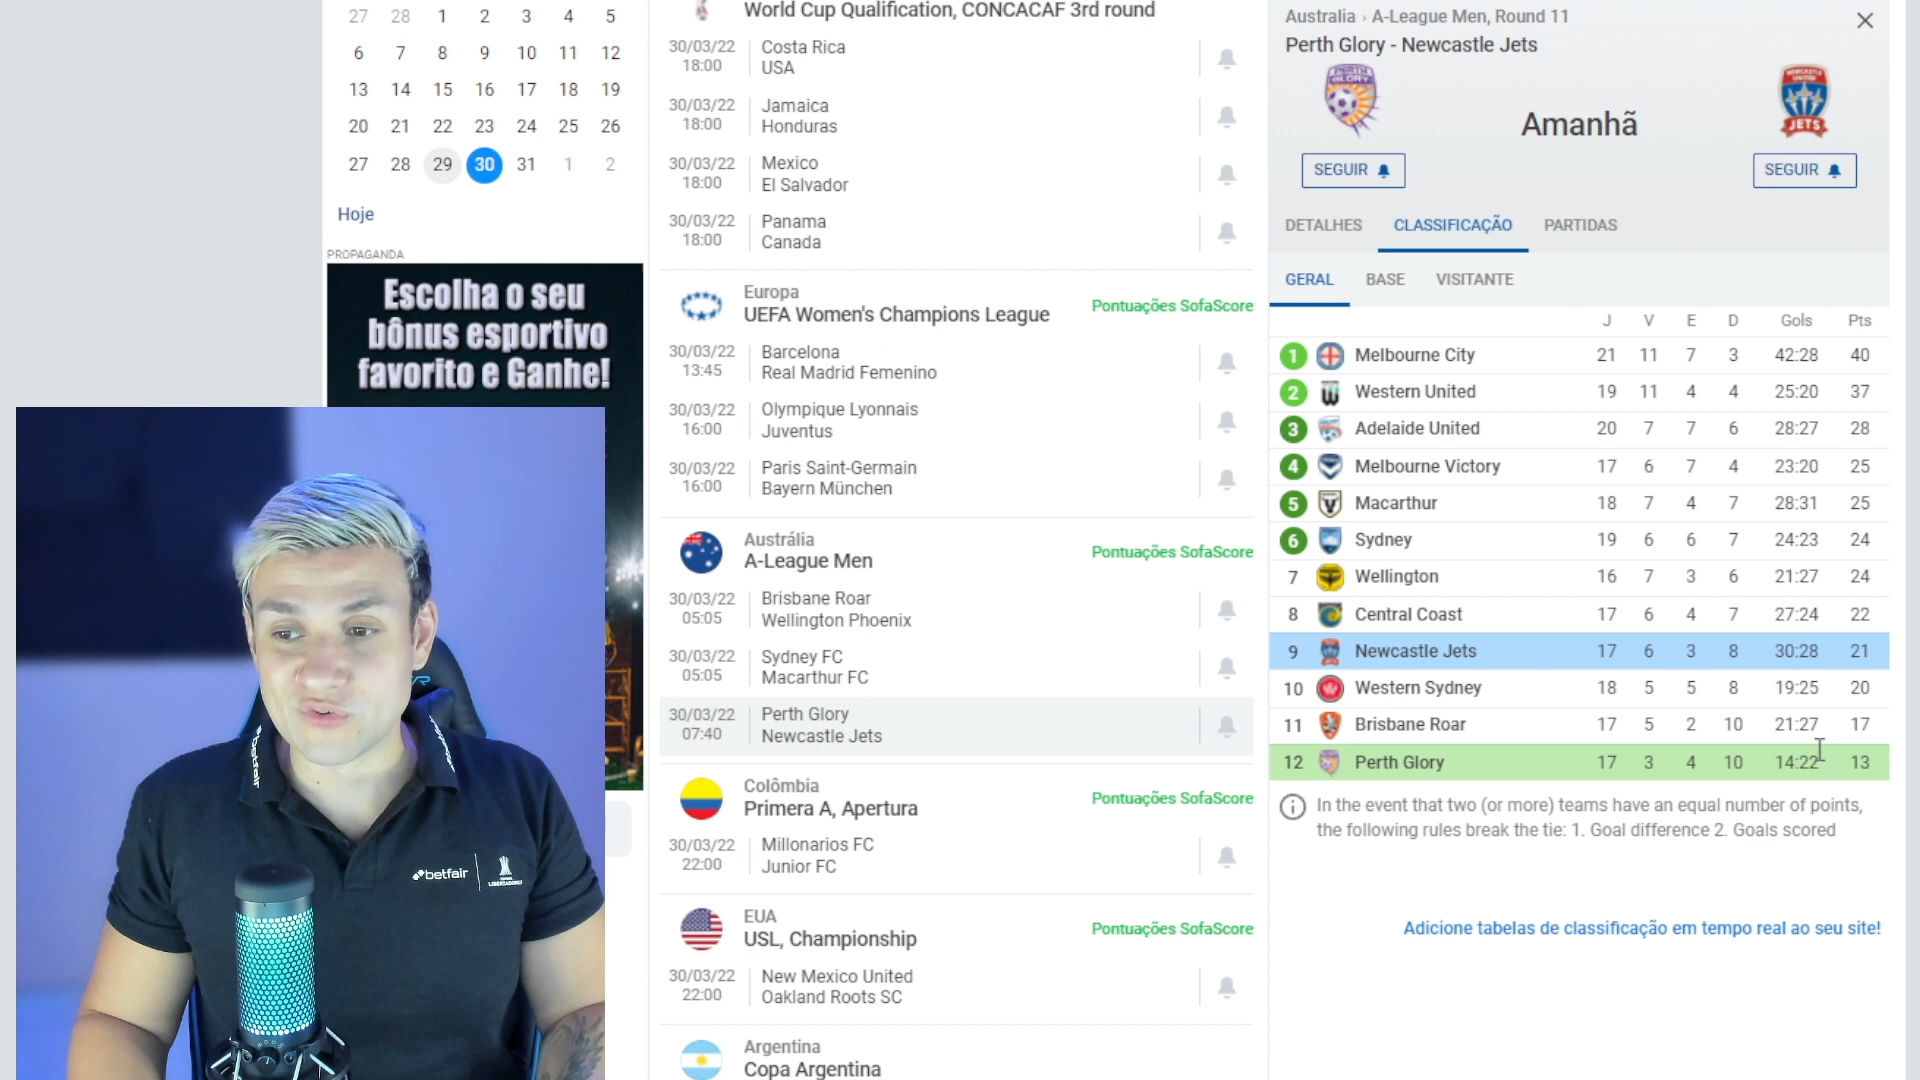 27 28 1 2 3 4 5
6 7 8 9 10 11 12
13 14 15 16 17 18 19
20 21 22 23 24 25 26
27 28 29 30 31 1 2
Hoje
PROPAGANDA
Escolha o seu
bônus esportivo
favorito e Ganhe!
betfair
betfair
LIBERTADORES
World Cup Qualification, CONCACAF 3rd round
30/03/22 Costa Rica
18:00 USA
30/03/22 Jamaica
18:00 Honduras
30/03/22 Mexico
18:00 El Salvador
30/03/22 Panama
18:00 Canada
Europa
UEFA Women's Champions League Pontuações SofaScore
30/03/22 Barcelona
13:45 Real Madrid Femenino
30/03/22 Olympique Lyonnais
16:00 Juventus
30/03/22 Paris Saint-Germain
16:00 Bayern München
Austrália
A-League Men Pontuações SofaScore
30/03/22 Brisbane Roar
05:05 Wellington Phoenix
30/03/22 Sydney FC
05:05 Macarthur FC
30/03/22 Perth Glory
07:40 Newcastle Jets
Colômbia
Primera A, Apertura Pontuações SofaScore
30/03/22 Millonarios FC
22:00 Junior FC
EUA
USL, Championship Pontuações SofaScore
30/03/22 New Mexico United
22:00 Oakland Roots SC
Argentina
Copa Argentina
Australia › A-League Men, Round 11
Perth Glory - Newcastle Jets
PERTH GLORY
NEWCASTLE UNITED JETS
Amanhã
SEGUIR SEGUIR
DETALHES CLASSIFICAÇÃO PARTIDAS
GERAL BASE VISITANTE
J V E D Gols Pts
1 Melbourne City 21 11 7 3 42:28 40
2 Western United 19 11 4 4 25:20 37
3 Adelaide United 20 7 7 6 28:27 28
4 Melbourne Victory 17 6 7 4 23:20 25
5 Macarthur 18 7 4 7 28:31 25
6 Sydney 19 6 6 7 24:23 24
7 Wellington 16 7 3 6 21:27 24
8 Central Coast 17 6 4 7 27:24 22
9 Newcastle Jets 17 6 3 8 30:28 21
10 Western Sydney 18 5 5 8 19:25 20
11 Brisbane Roar 17 5 2 10 21:27 17
12 Perth Glory 17 3 4 10 14:22 13
In the event that two (or more) teams have an equal number of points,
the following rules break the tie: 1. Goal difference 2. Goals scored
Adicione tabelas de classificação em tempo real ao seu site!